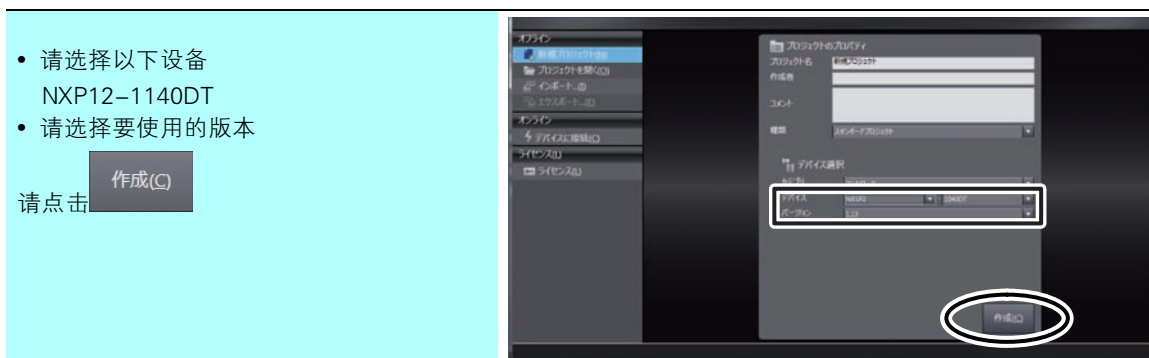 • 请选择以下设备
NXP12-1140DT
• 请选择要使用的版本
请点击 作成(C)
オフライン
新規プロジェクト(N)
プロジェクトを開く(O)
インポート...(I)
エクスポート...(E)
オンライン
デバイスに接続(C)
ライセンス(L)
ライセンス(L)
プロジェクトのプロパティ
プロジェクト名 新規プロジェクト
作成者
コメント
種類 スタンダードプロジェクト
デバイス選択
デバイス
バージョン
作成(C)